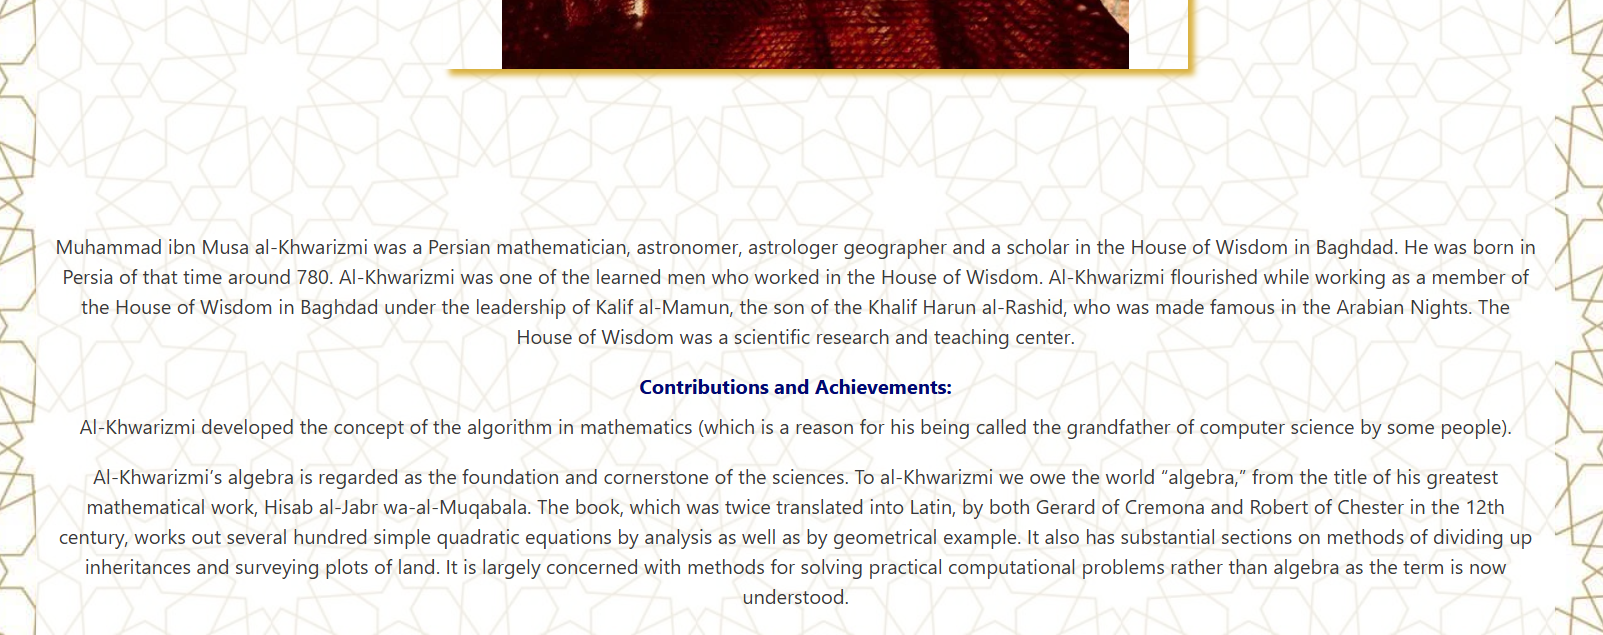 Muhammad ibn Musa al-Khwarizmi was a Persian mathematician, astronomer, astrologer geographer and a scholar in the House of Wisdom in Baghdad. He was born in
Persia of that time around 780. Al-Khwarizmi was one of the learned men who worked in the House of Wisdom. Al-Khwarizmi flourished while working as a member of
the House of Wisdom in Baghdad under the leadership of Kalif al-Mamun, the son of the Khalif Harun al-Rashid, who was made famous in the Arabian Nights. The
House of Wisdom was a scientific research and teaching center.
Contributions and Achievements:
Al-Khwarizmi developed the concept of the algorithm in mathematics (which is a reason for his being called the grandfather of computer science by some people).
Al-Khwarizmi’s algebra is regarded as the foundation and cornerstone of the sciences. To al-Khwarizmi we owe the world “algebra,” from the title of his greatest
mathematical work, Hisab al-Jabr wa-al-Muqabala. The book, which was twice translated into Latin, by both Gerard of Cremona and Robert of Chester in the 12th
century, works out several hundred simple quadratic equations by analysis as well as by geometrical example. It also has substantial sections on methods of dividing up
inheritances and surveying plots of land. It is largely concerned with methods for solving practical computational problems rather than algebra as the term is now
understood.